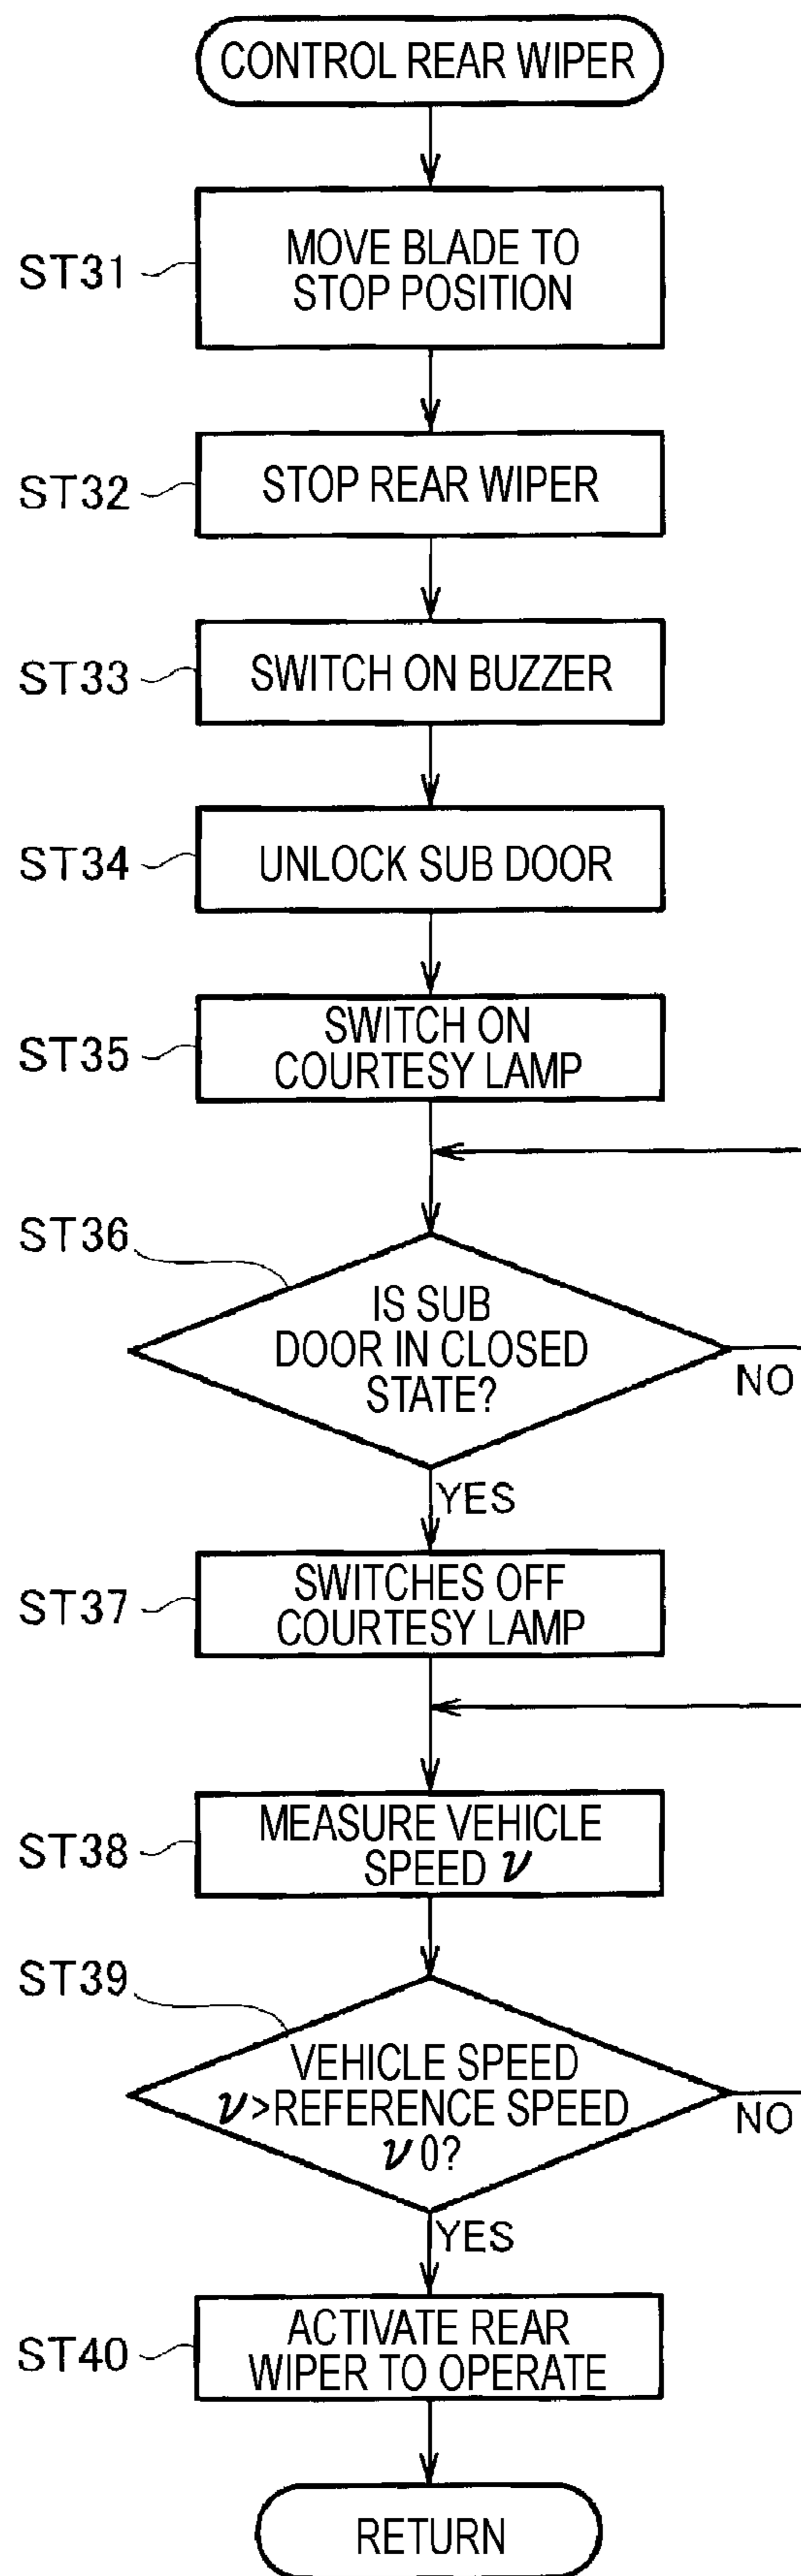 CONTROL REAR WIPER
ST31
MOVE BLADE TO
STOP POSITION
ST32
STOP REAR WIPER
ST33
SWITCH ON BUZZER
ST34
UNLOCK SUB DOOR
ST35
SWITCH ON
COURTESY LAMP
ST36
IS SUB
DOOR IN CLOSED
STATE?
NO
YES
ST37
SWITCHES OFF
COURTESY LAMP
ST38
MEASURE VEHICLE
SPEED ν
ST39
VEHICLE SPEED
ν>REFERENCE SPEED
ν0?
NO
YES
ST40
ACTIVATE REAR
WIPER TO OPERATE
RETURN